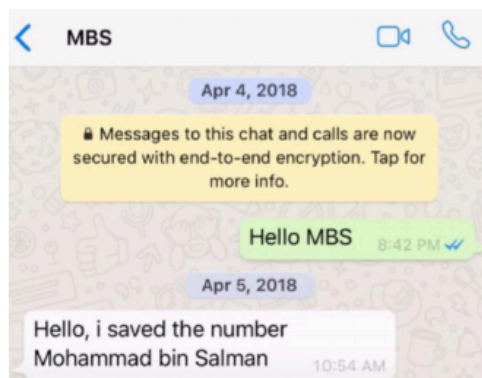 MBS
Apr 4, 2018
Messages to this chat and calls are now
secured with end-to-end encryption. Tap for
more info.
Hello MBS 8:42 PM
Apr 5, 2018
Hello, i saved the number
Mohammad bin Salman 10:54 AM